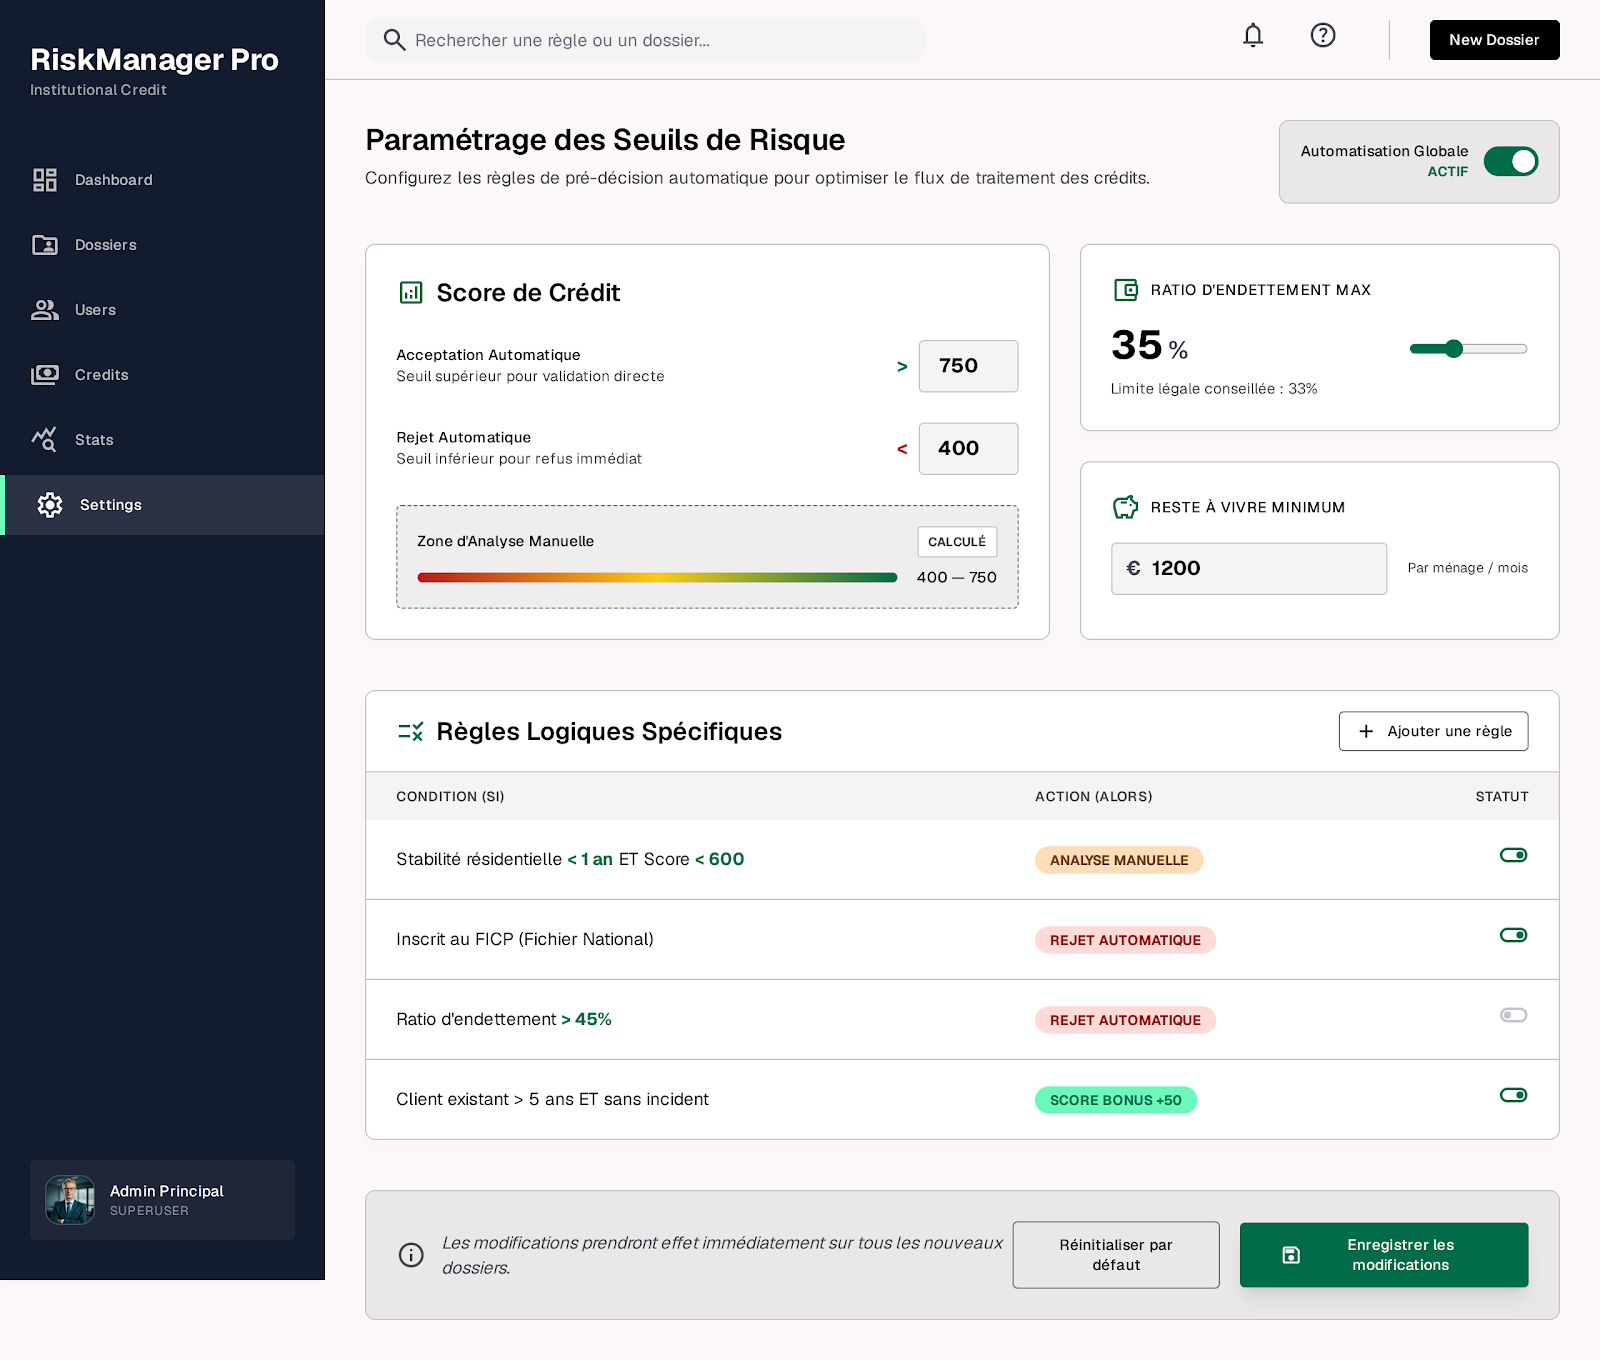 RiskManager Pro
Institutional Credit
Dashboard
Dossiers
Users
Credits
Stats
Settings
Admin Principal
SUPERUSER
Rechercher une règle ou un dossier...
New Dossier
Paramétrage des Seuils de Risque
Configurez les règles de pré-décision automatique pour optimiser le flux de traitement des crédits.
Automatisation Globale
ACTIF
Score de Crédit
Acceptation Automatique
Seuil supérieur pour validation directe
> 750
Rejet Automatique
Seuil inférieur pour refus immédiat
< 400
Zone d'Analyse Manuelle
CALCULÉ
400 — 750
RATIO D'ENDETTEMENT MAX
35 %
Limite légale conseillée : 33%
RESTE À VIVRE MINIMUM
€ 1200
Par ménage / mois
Règles Logiques Spécifiques
Ajouter une règle
CONDITION (SI) ACTION (ALORS) STATUT
Stabilité résidentielle < 1 an ET Score < 600 ANALYSE MANUELLE
Inscrit au FICP (Fichier National) REJET AUTOMATIQUE
Ratio d'endettement > 45% REJET AUTOMATIQUE
Client existant > 5 ans ET sans incident SCORE BONUS +50
Les modifications prendront effet immédiatement sur tous les nouveaux
dossiers.
Réinitialiser par
défaut
Enregistrer les
modifications